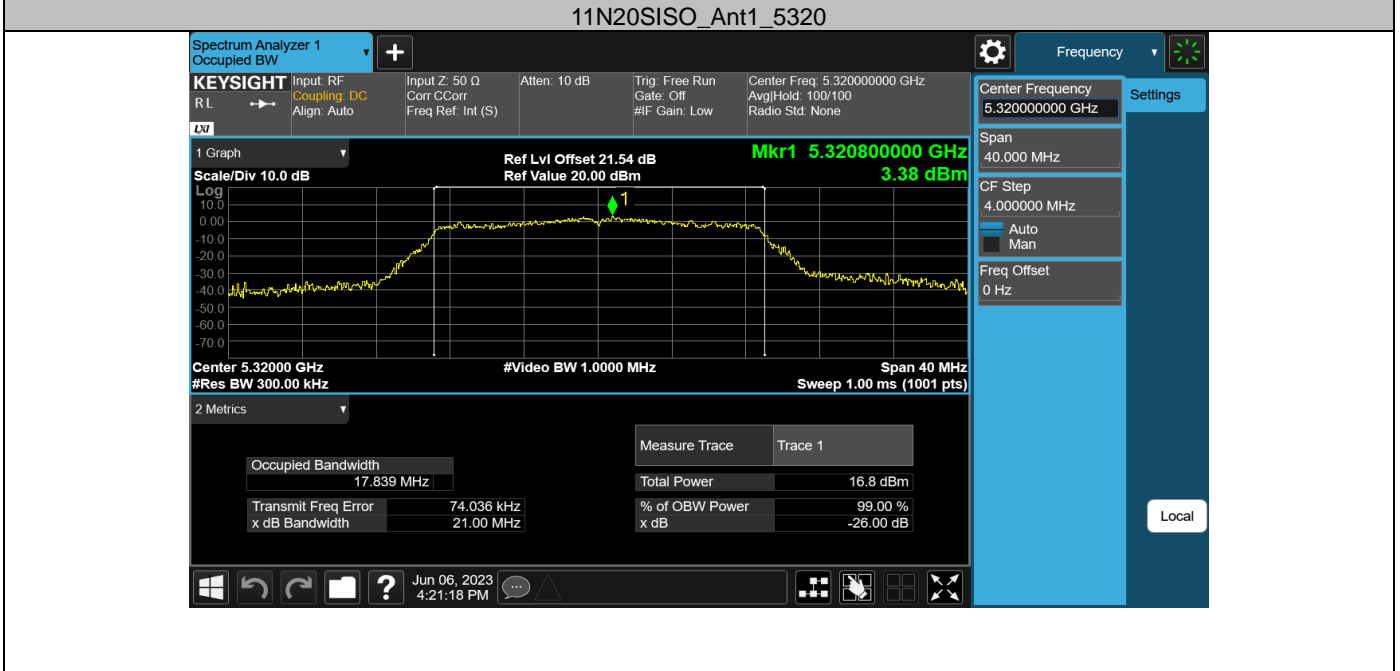 11N20SISO_Ant1_5320
Spectrum Analyzer 1
Occupied BW
Frequency
KEYSIGHT
RL
LXI
Input: RF
Coupling: DC
Align: Auto
Input Z: 50 Ω
Corr CCorr
Freq Ref: Int (S)
Atten: 10 dB
Trig: Free Run
Gate: Off
#IF Gain: Low
Center Freq: 5.320000000 GHz
Avg|Hold: 100/100
Radio Std: None
Center Frequency
5.320000000 GHz
Settings
Span
40.000 MHz
CF Step
4.000000 MHz
Auto
Man
Freq Offset
0 Hz
Local
1 Graph
Scale/Div 10.0 dB
Ref Lvl Offset 21.54 dB
Ref Value 20.00 dBm
Mkr1 5.320800000 GHz
3.38 dBm
Log
10.0
0.00
-10.0
-20.0
-30.0
-40.0
-50.0
-60.0
-70.0
1
Center 5.32000 GHz
#Video BW 1.0000 MHz
Span 40 MHz
#Res BW 300.00 kHz
Sweep 1.00 ms (1001 pts)
2 Metrics
Measure Trace Trace 1
Occupied Bandwidth
17.839 MHz
Total Power 16.8 dBm
Transmit Freq Error 74.036 kHz
% of OBW Power 99.00 %
x dB Bandwidth 21.00 MHz
x dB -26.00 dB
?
Jun 06, 2023
4:21:18 PM